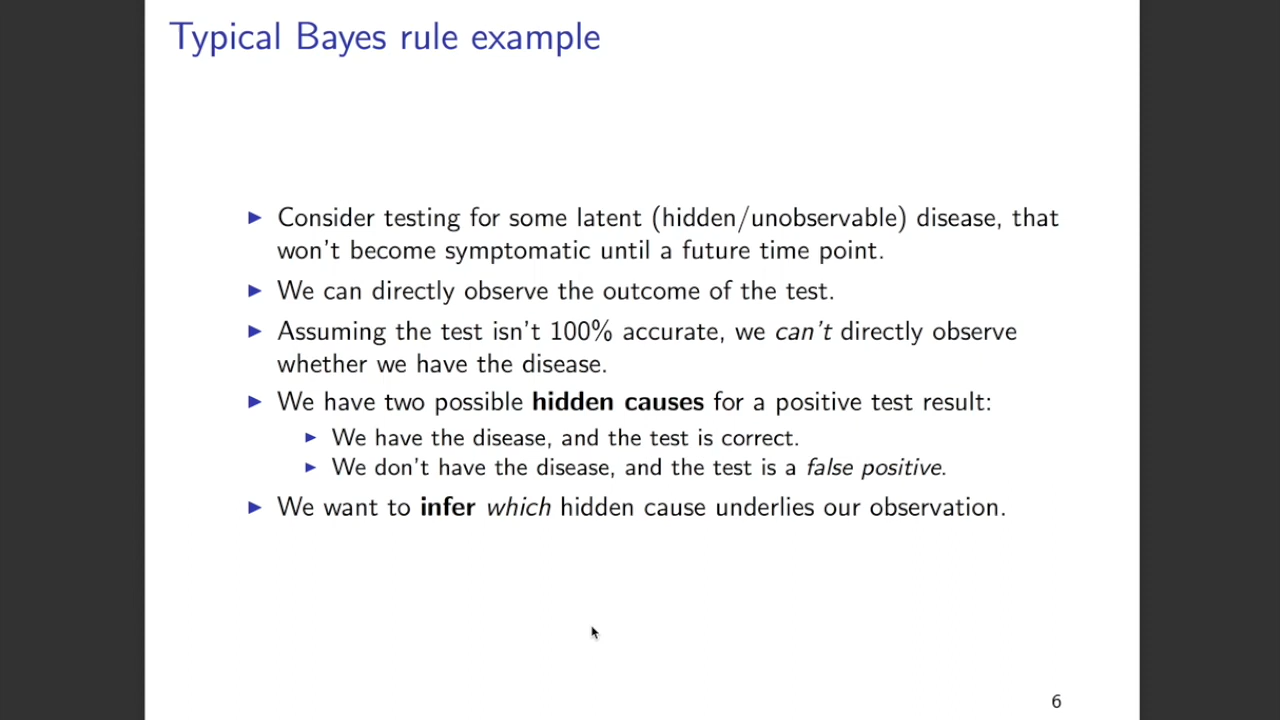 Typical Bayes rule example
▶ Consider testing for some latent (hidden/unobservable) disease, that
won't become symptomatic until a future time point.
▶ We can directly observe the outcome of the test.
▶ Assuming the test isn't 100% accurate, we can't directly observe
whether we have the disease.
▶ We have two possible hidden causes for a positive test result:
▶ We have the disease, and the test is correct.
▶ We don't have the disease, and the test is a false positive.
▶ We want to infer which hidden cause underlies our observation.
6